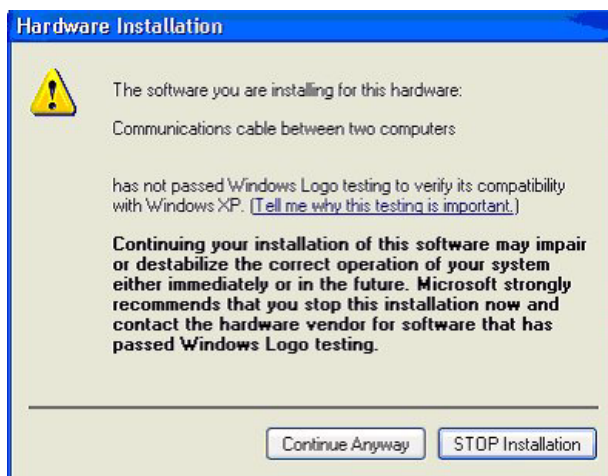 Hardware Installation
The software you are installing for this hardware:
Communications cable between two computers
has not passed Windows Logo testing to verify its compatibility
with Windows XP. (Tell me why this testing is important.)
Continuing your installation of this software may impair
or destabilize the correct operation of your system
either immediately or in the future. Microsoft strongly
recommends that you stop this installation now and
contact the hardware vendor for software that has
passed Windows Logo testing.
Continue Anyway
STOP Installation